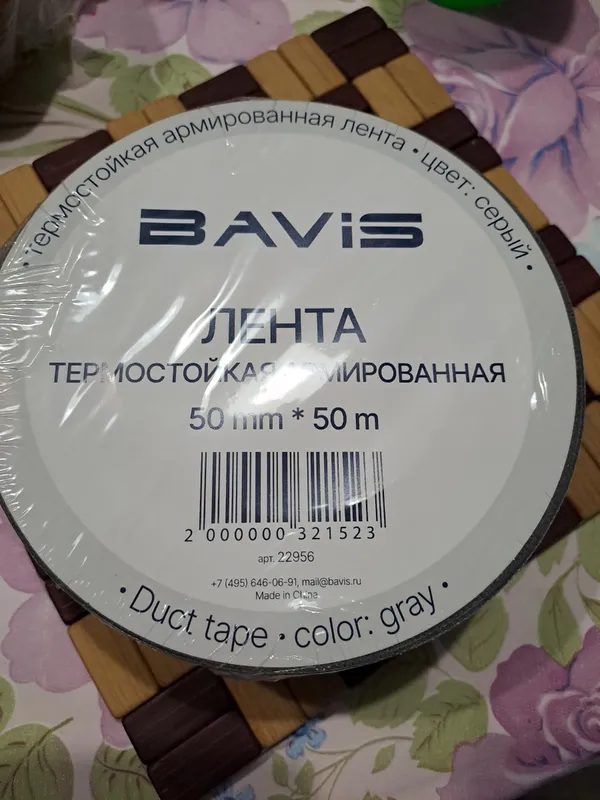 • термостойкая армированная лента • цвет: серый •
BAViS
ЛЕНТА
ТЕРМОСТОЙКАЯ АРМИРОВАННАЯ
50 mm * 50 m
2 000000 321523
арт. 22956
+7 (495) 646-06-91, mail@bavis.ru
Made in China
• Duct tape • color: gray •